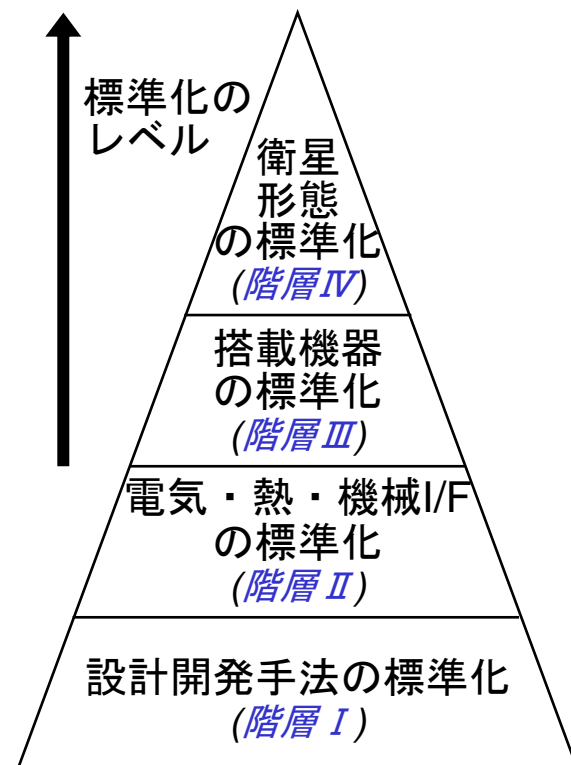 標準化の
レベル
衛星
形態
の標準化
(階層Ⅳ)
搭載機器
の標準化
(階層Ⅲ)
電気・熱・機械I/F
の標準化
(階層Ⅱ)
設計開発手法の標準化
(階層Ⅰ)